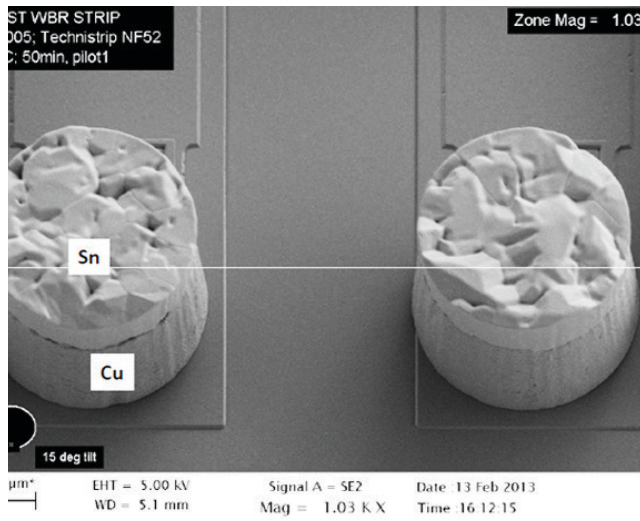 ST WBR STRIP
005; Technistrip NF52
C; 50min, pilot1
Zone Mag = 1.03
Sn
Cu
15 deg tilt
µm*
EHT = 5.00 kV
Signal A = SE2
Date :13 Feb 2013
WD = 5.1 mm
Mag = 1.03 K X
Time :16:12:15